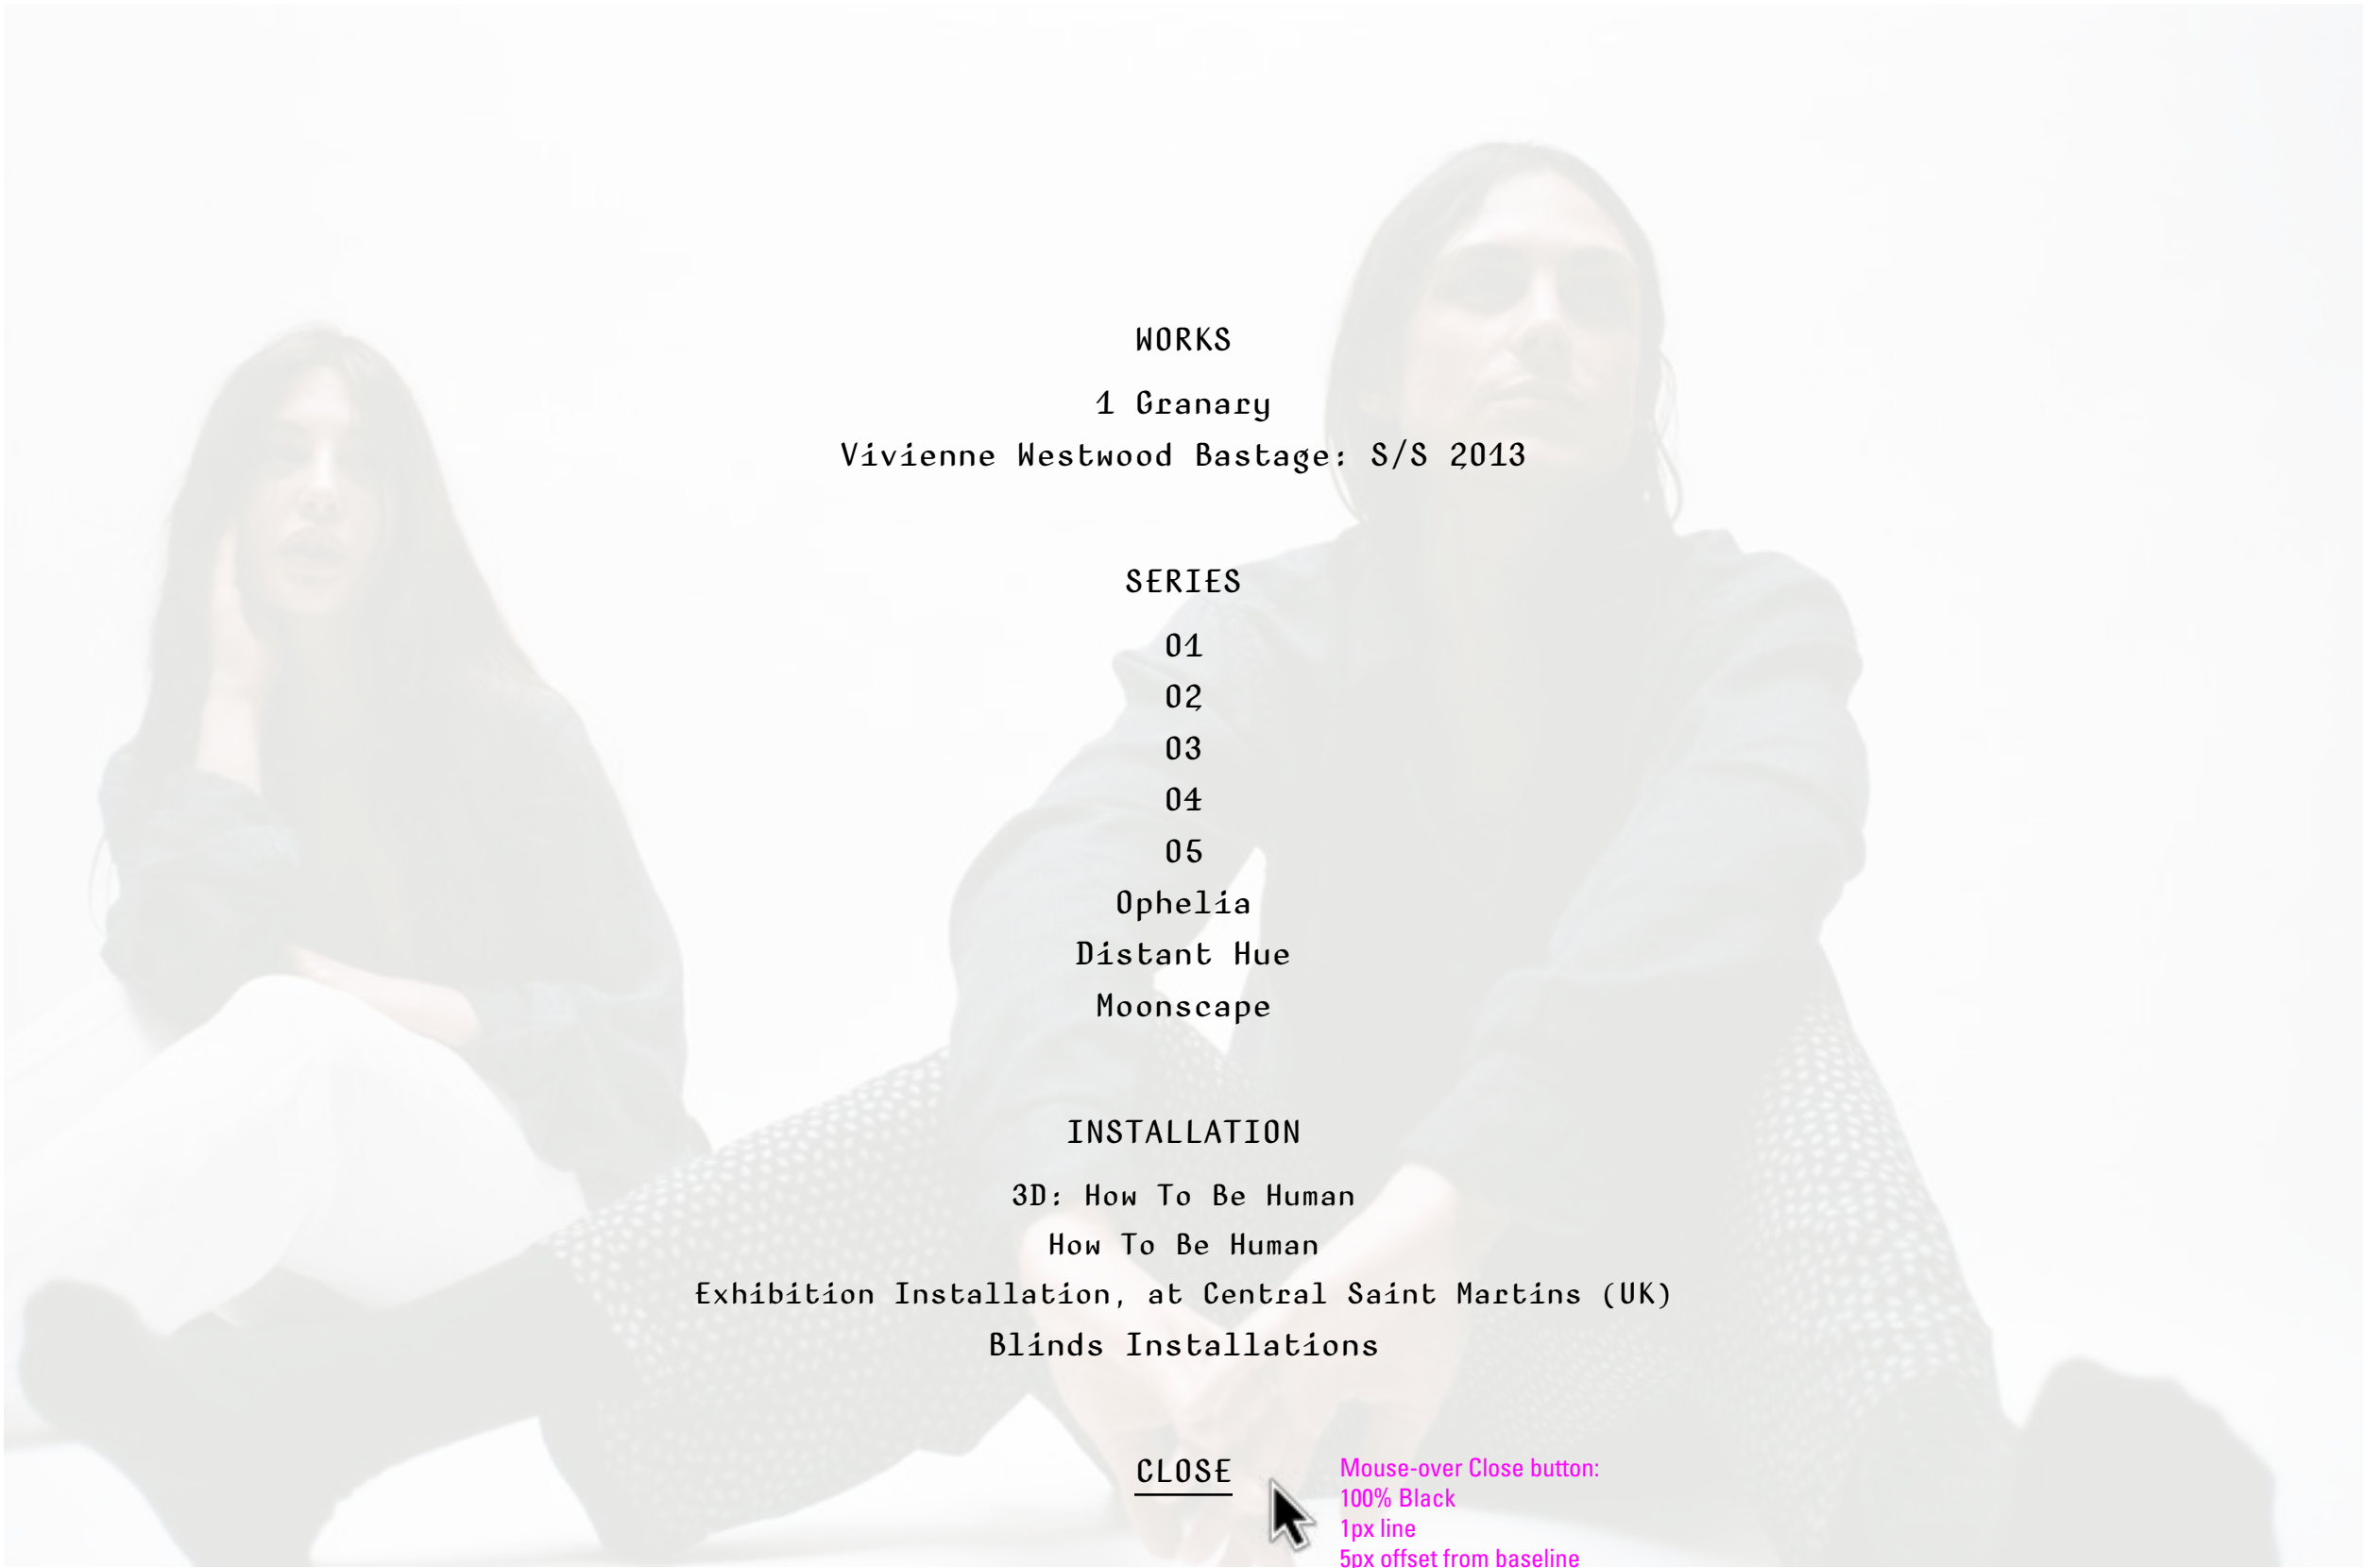 WORKS
1 Granary
Vivienne Westwood Bastage: S/S 2013
SERIES
01
02
03
04
05
Ophelia
Distant Hue
Moonscape
INSTALLATION
3D: How To Be Human
How To Be Human
Exhibition Installation, at Central Saint Martins (UK)
Blinds Installations
CLOSE
Mouse-over Close button:
100% Black
1px line
5px offset from baseline